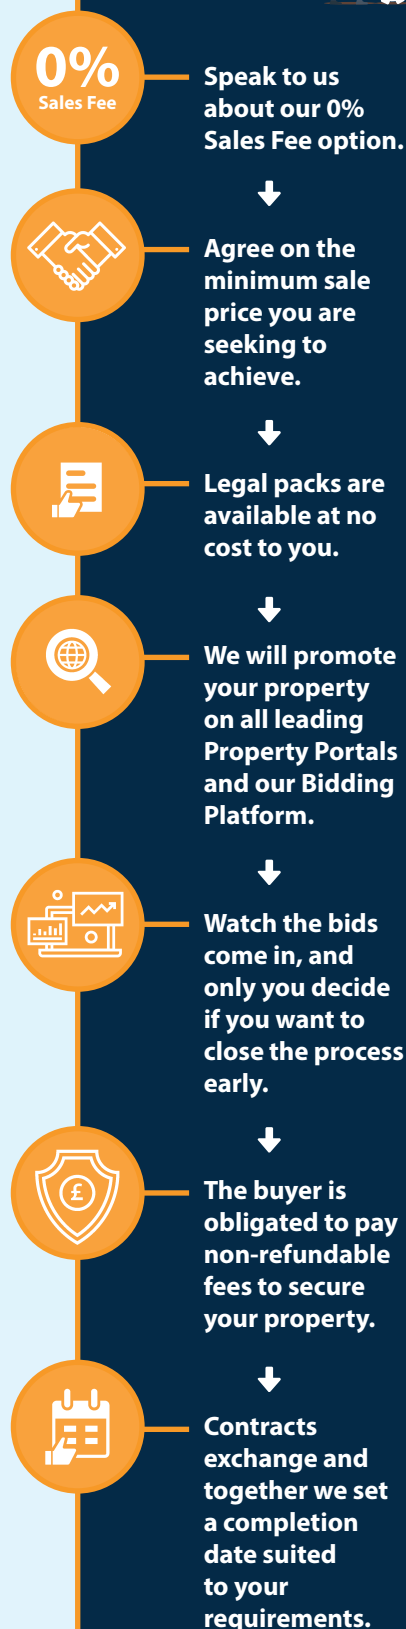 0%
Sales Fee
Speak to us
about our 0%
Sales Fee option.
Agree on the
minimum sale
price you are
seeking to
achieve.
Legal packs are
available at no
cost to you.
We will promote
your property
on all leading
Property Portals
and our Bidding
Platform.
Watch the bids
come in, and
only you decide
if you want to
close the process
early.
£
The buyer is
obligated to pay
non-refundable
fees to secure
your property.
Contracts
exchange and
together we set
a completion
date suited
to your
requirements.